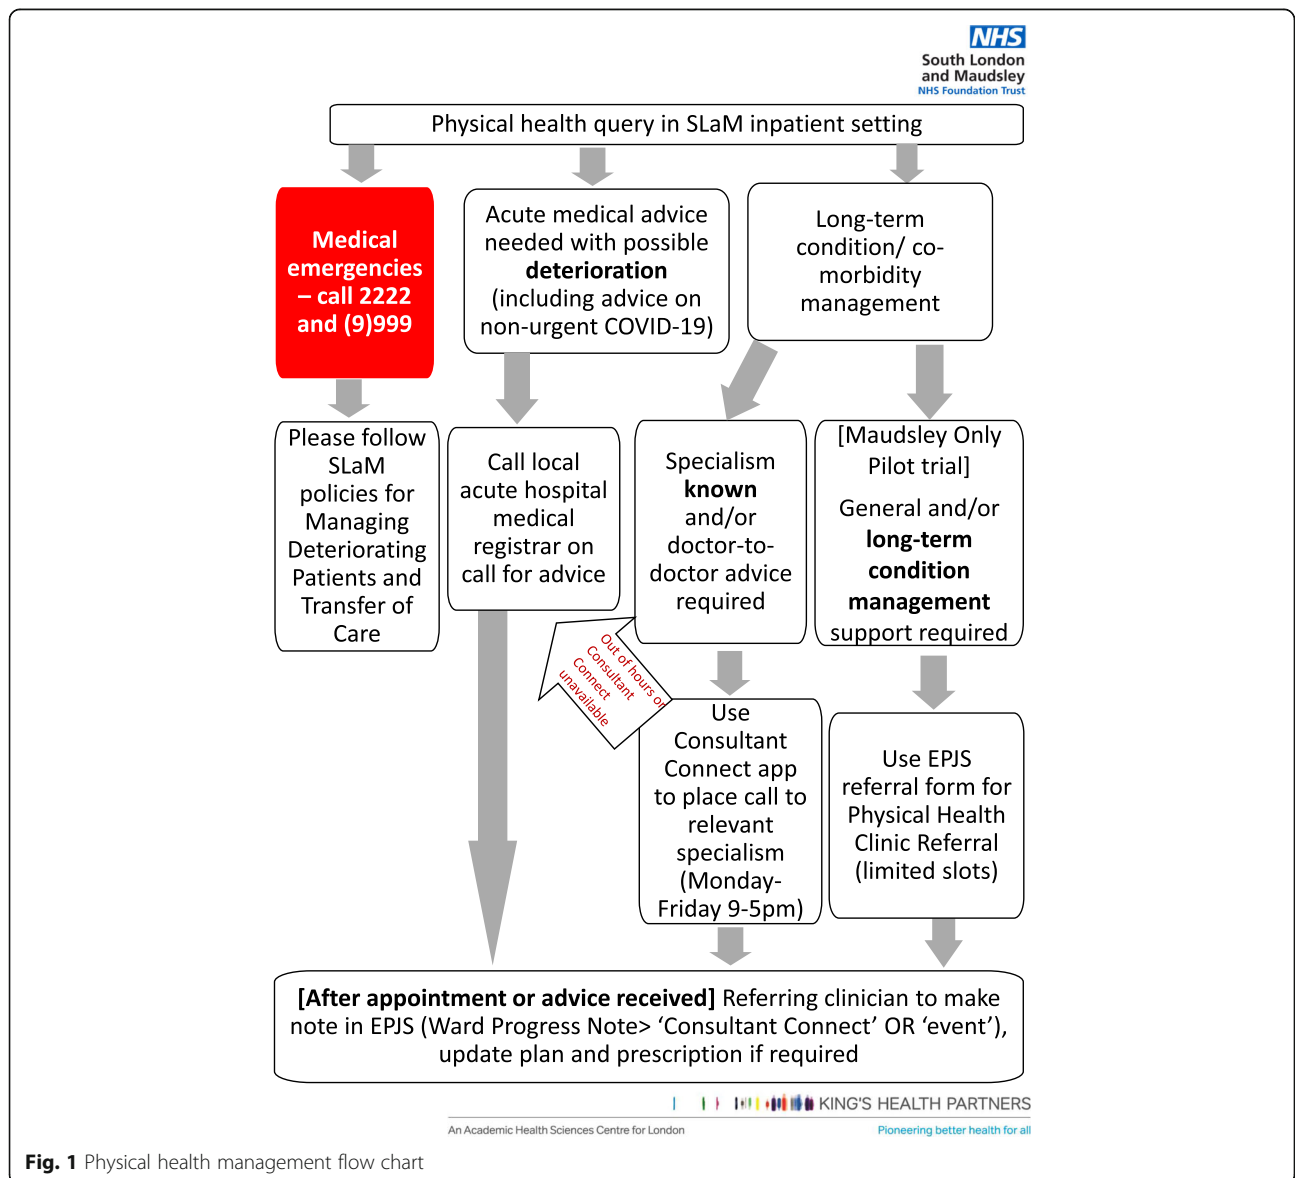 NHS
South London
and Maudsley
NHS Foundation Trust
Physical health query in SLaM inpatient setting
Medical
emergencies
– call 2222
and (9)999
Acute medical advice
needed with possible
deterioration
(including advice on
non-urgent COVID-19)
Long-term
condition/ co-
morbidity
management
Please follow
SLaM
policies for
Managing
Deteriorating
Patients and
Transfer of
Care
Call local
acute hospital
medical
registrar on
call for advice
Specialism
known
and/or
doctor-to-
doctor advice
required
[Maudsley Only
Pilot trial]
General and/or
long-term
condition
management
support required
Out of hours or
Consultant
Connect
unavailable
Use
Consultant
Connect app
to place call to
relevant
specialism
(Monday-
Friday 9-5pm)
Use EPJS
referral form for
Physical Health
Clinic Referral
(limited slots)
[After appointment or advice received] Referring clinician to make
note in EPJS (Ward Progress Note> ‘Consultant Connect’ OR ‘event’),
update plan and prescription if required
KING'S HEALTH PARTNERS
An Academic Health Sciences Centre for London
Pioneering better health for all
Fig. 1 Physical health management flow chart